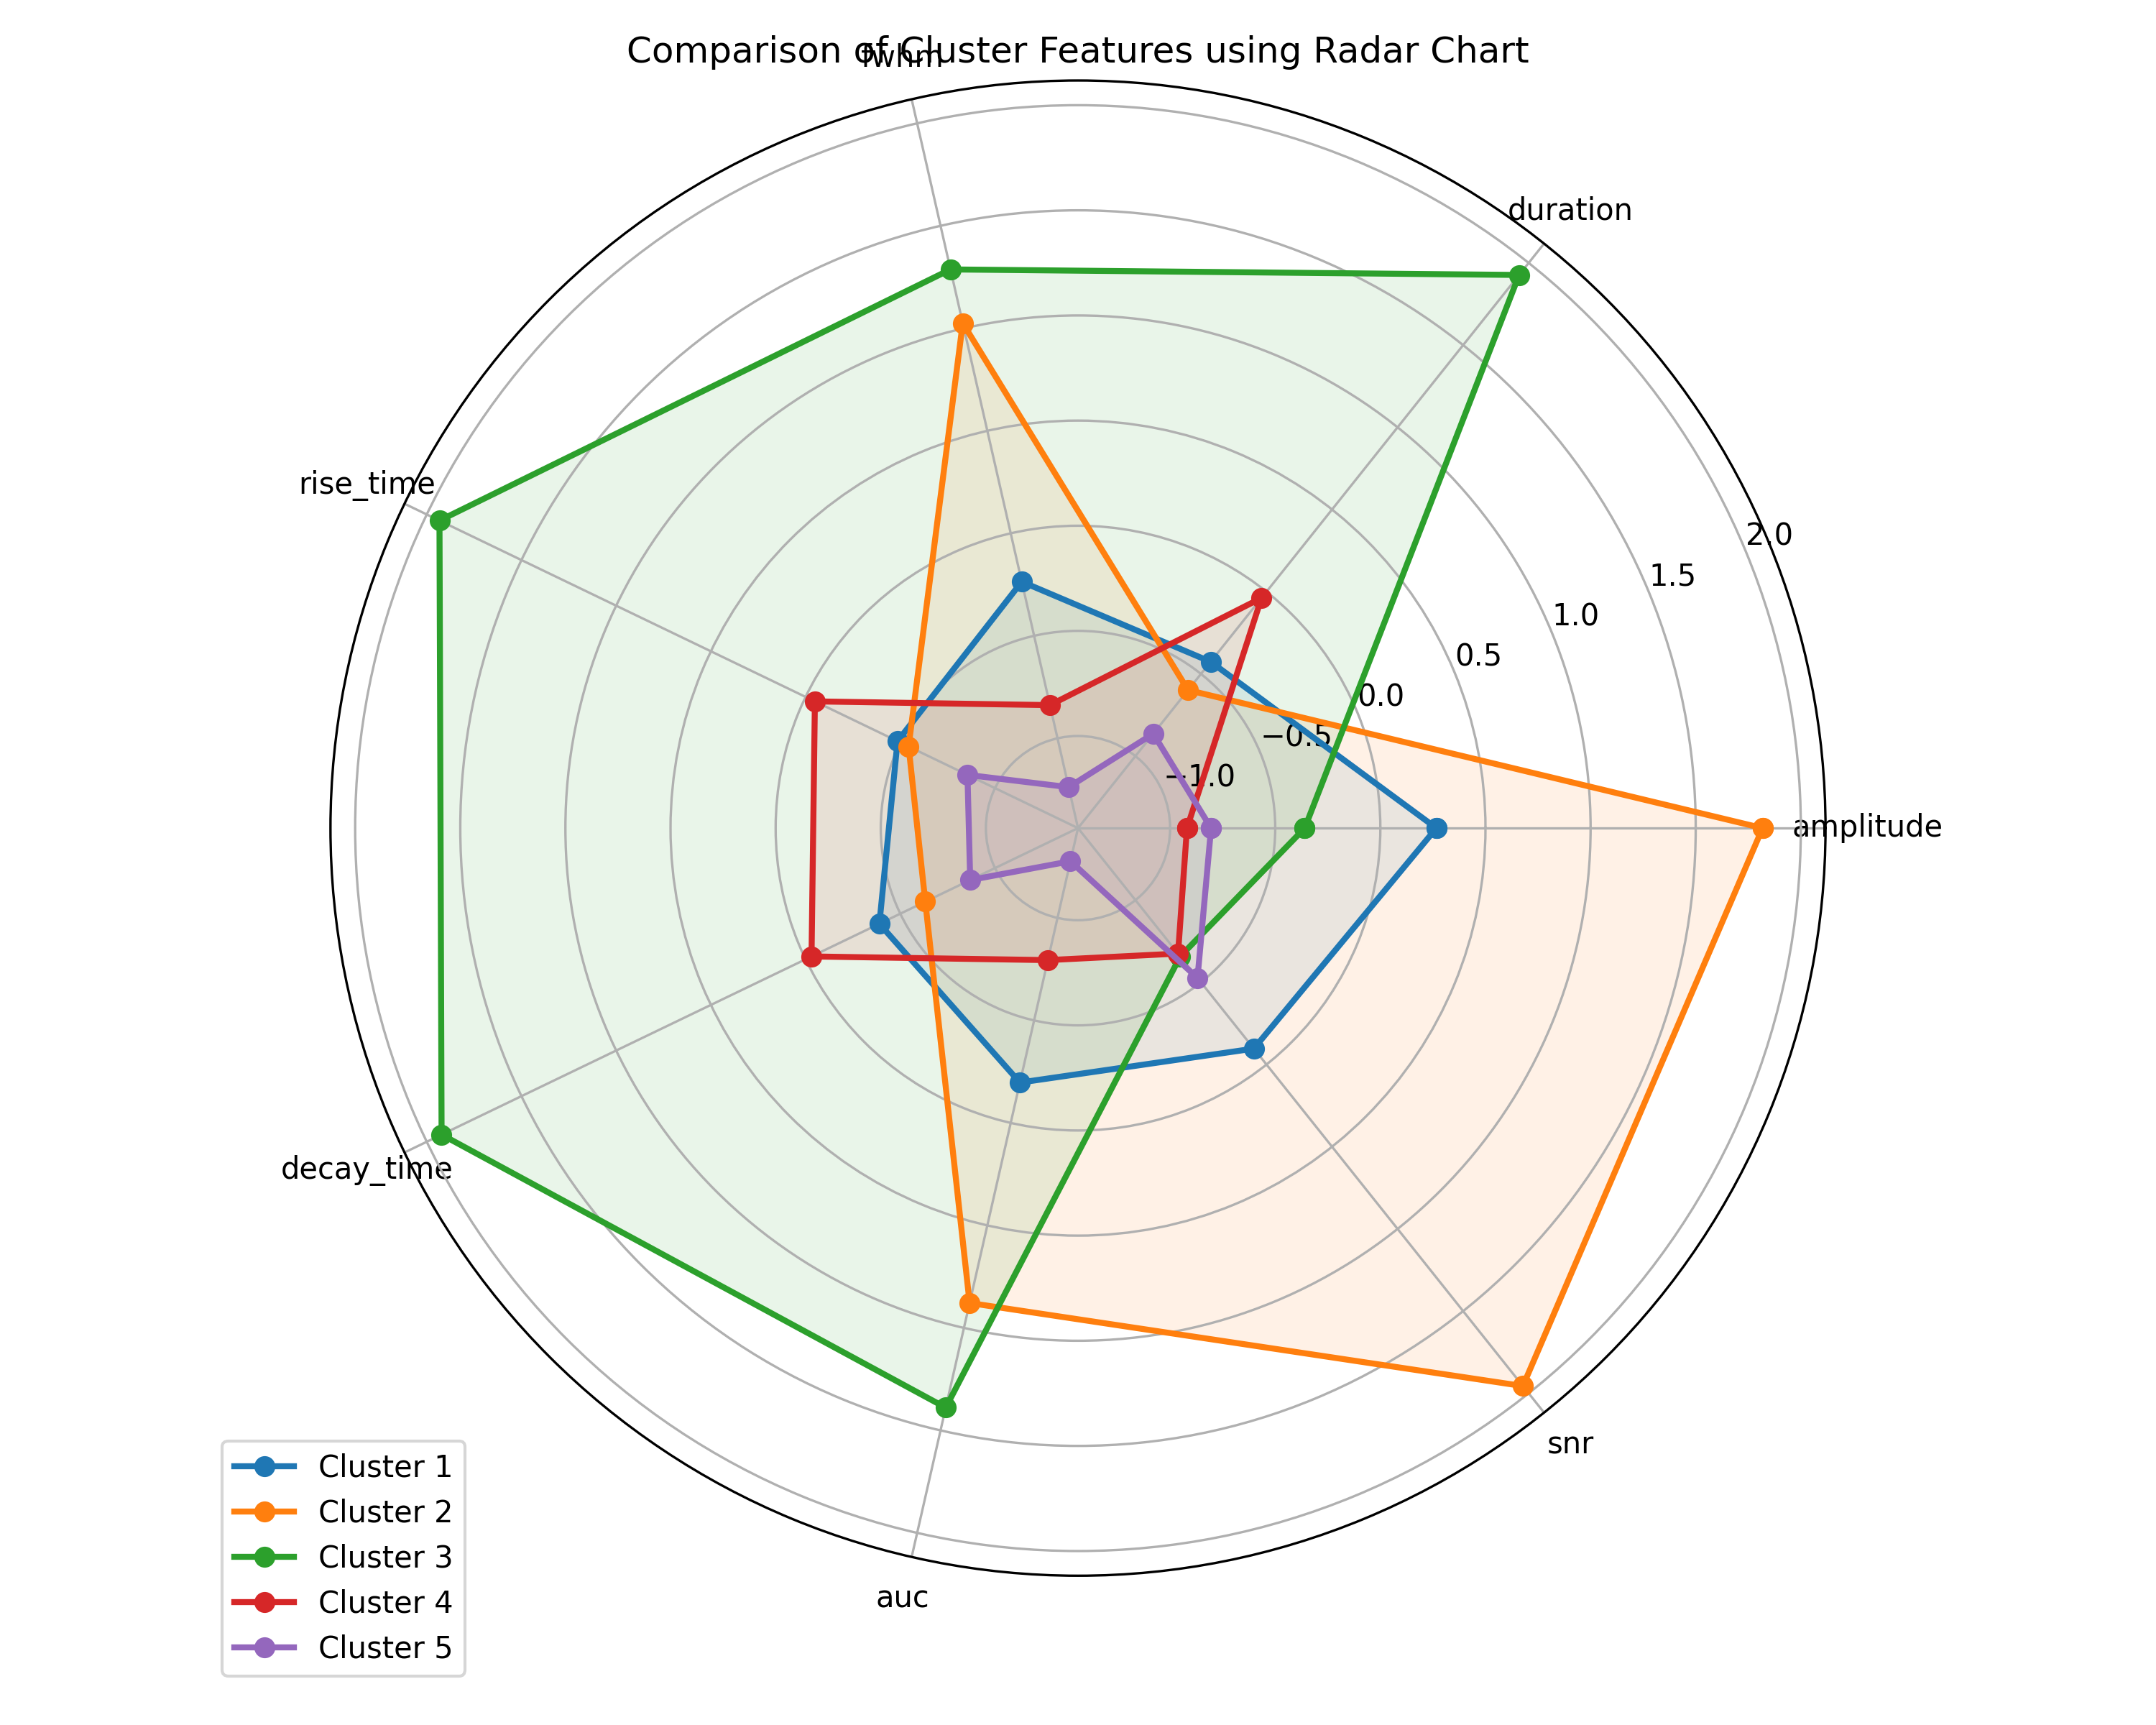 Comparison of Cluster Features using Radar Chart
fwhm
duration
rise_time
2.0
1.5
1.0
0.5
0.0
−0.5
−1.0
amplitude
decay_time
snr
auc
Cluster 1
Cluster 2
Cluster 3
Cluster 4
Cluster 5